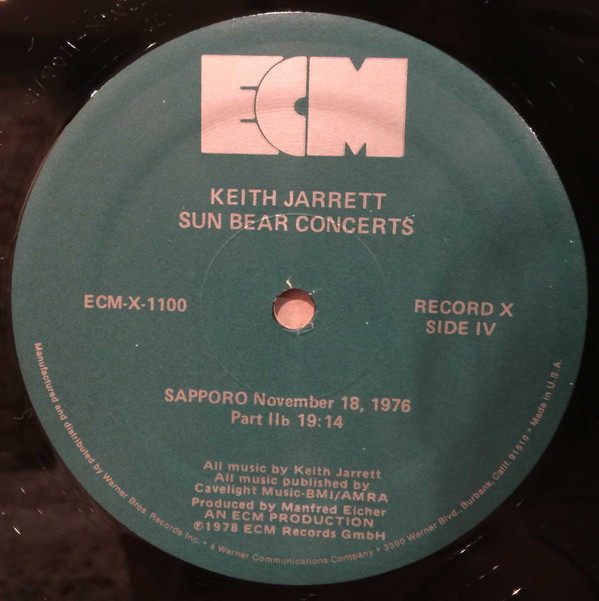 ECM
KEITH JARRETT
SUN BEAR CONCERTS
ECM-X-1100
RECORD X
SIDE IV
SAPPORO November 18, 1976
Part IIb 19:14
All music by Keith Jarrett
All music published by
Cavelight Music-BMI/AMRA
Produced by Manfred Eicher
AN ECM PRODUCTION
℗1978 ECM Records GmbH
Manufactured and distributed by Warner Bros. Records Inc. • a Warner Communications Company • 3300 Warner Blvd., Burbank, Calif. 91510 • Made in U.S.A.